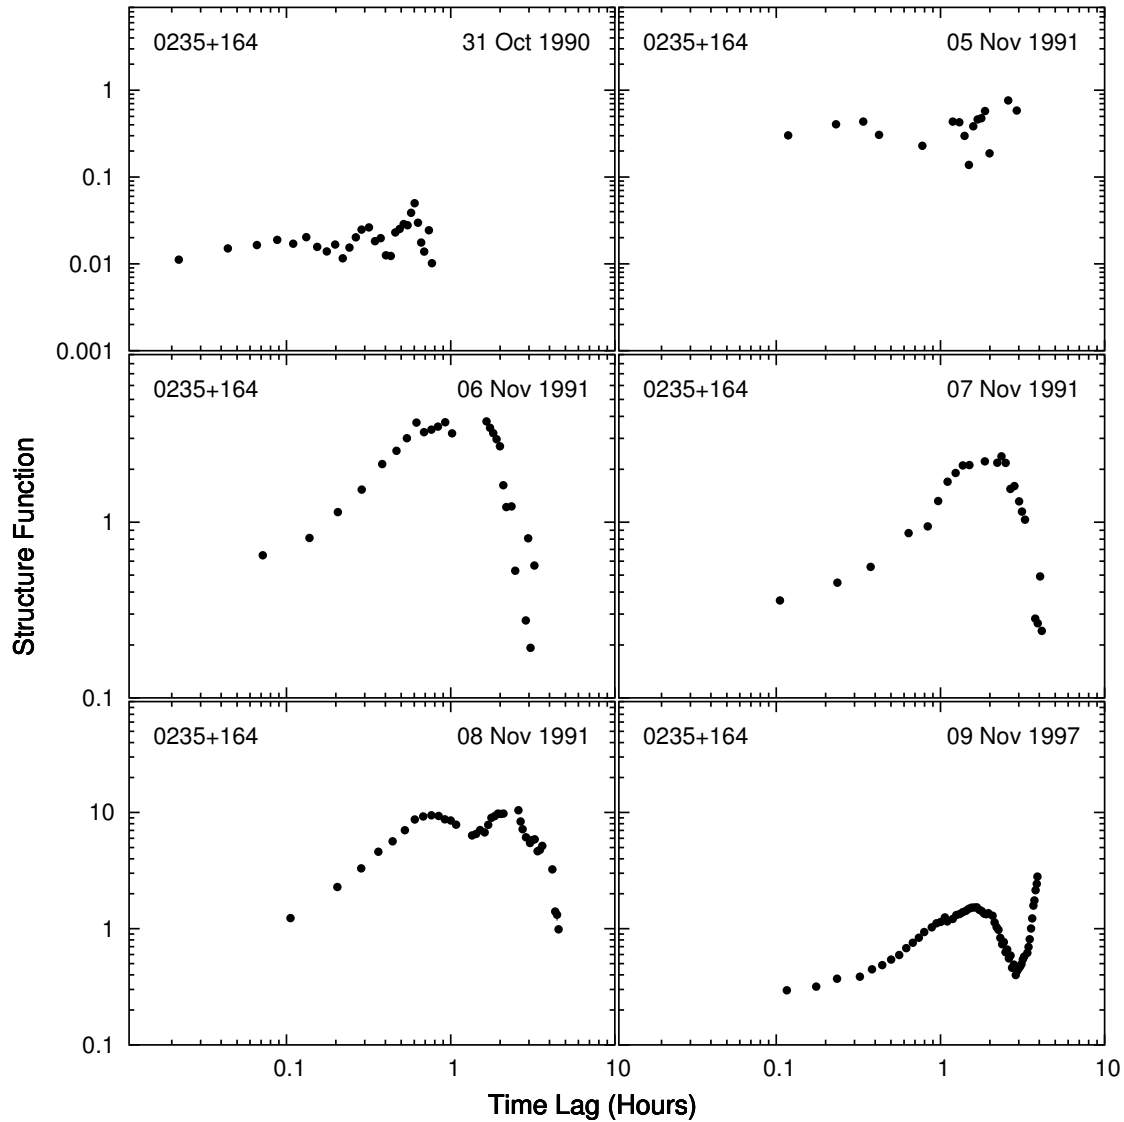 0235+164 31 Oct 1990 0235+164 05 Nov 1991
1
0.1
0.01
0.001
0235+164 06 Nov 1991 0235+164 07 Nov 1991
1
0.1
0235+164 08 Nov 1991 0235+164 09 Nov 1997
10
1
0.1
0.1 1 10 0.1 1 10
Structure Function
Time Lag (Hours)